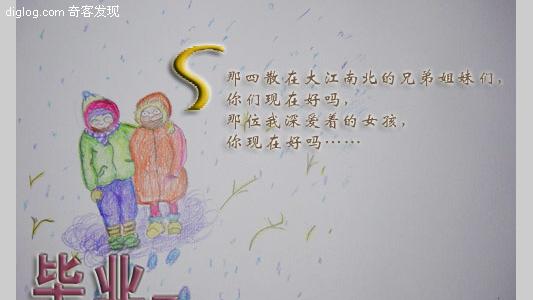 diglog.com 奇客发现
那四散在大江南北的兄弟姐妹们，
你们现在好吗，
那位我深爱着的女孩，
你现在好吗……
毕业